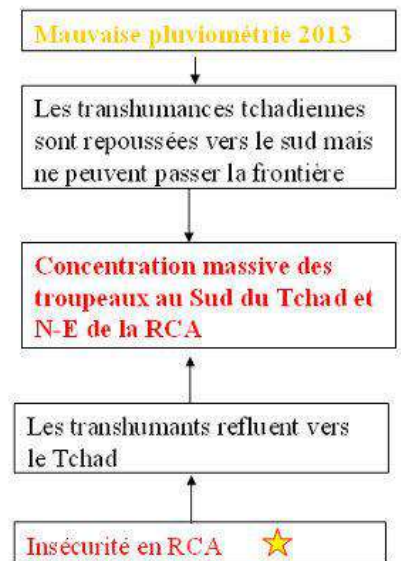 Mauvaise pluviométrie 2013
Les transhumances tchadiennes
sont repoussées vers le sud mais
ne peuvent passer la frontière
Concentration massive des
troupeaux au Sud du Tchad et
N-E de la RCA
Les transhumants refluent vers
le Tchad
Insécurité en RCA